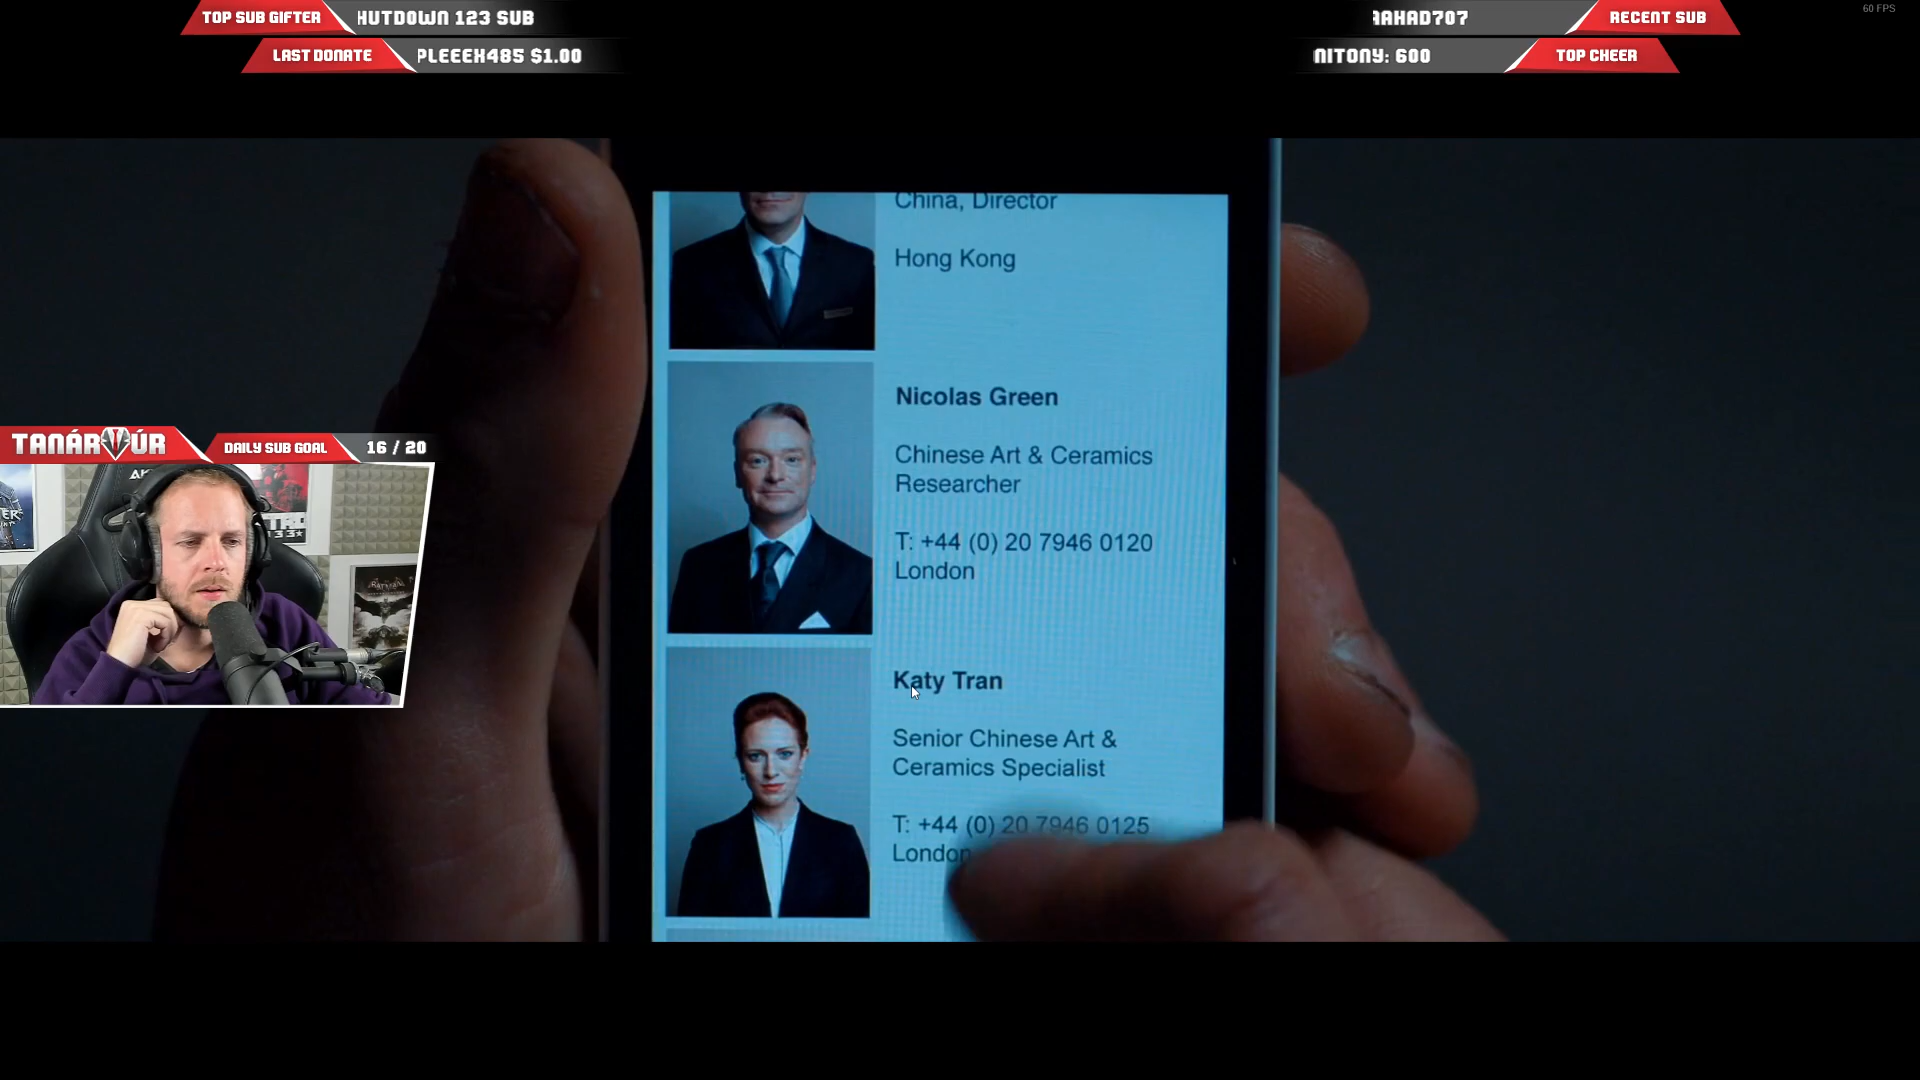 TOP SUB GIFTER
HUTDOWN 123 SUB
LAST DONATE
PLEEEH485 $1.00
AHAD707
RECENT SUB
NITONY: 600
TOP CHEER
60 FPS
China, Director
Hong Kong
Nicolas Green
Chinese Art & Ceramics
Researcher
T: +44 (0) 20 7946 0120
London
Katy Tran
Senior Chinese Art &
Ceramics Specialist
T: +44 (0) 20 7946 0125
London
TANÁR ÚR
DAILY SUB GOAL
16 / 20